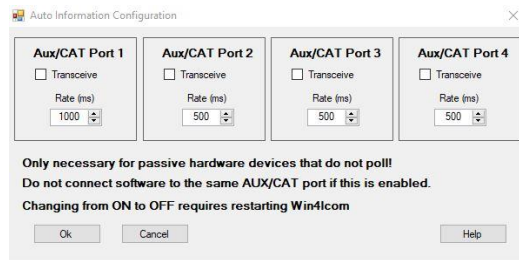 Auto Information Configuration
Aux/CAT Port 1 Aux/CAT Port 2 Aux/CAT Port 3 Aux/CAT Port 4
Transceive Transceive Transceive Transceive
Rate (ms) Rate (ms) Rate (ms) Rate (ms)
1000 500 500 500
Only necessary for passive hardware devices that do not poll!
Do not connect software to the same AUX/CAT port if this is enabled.
Changing from ON to OFF requires restarting Win4Icom
Ok Cancel Help